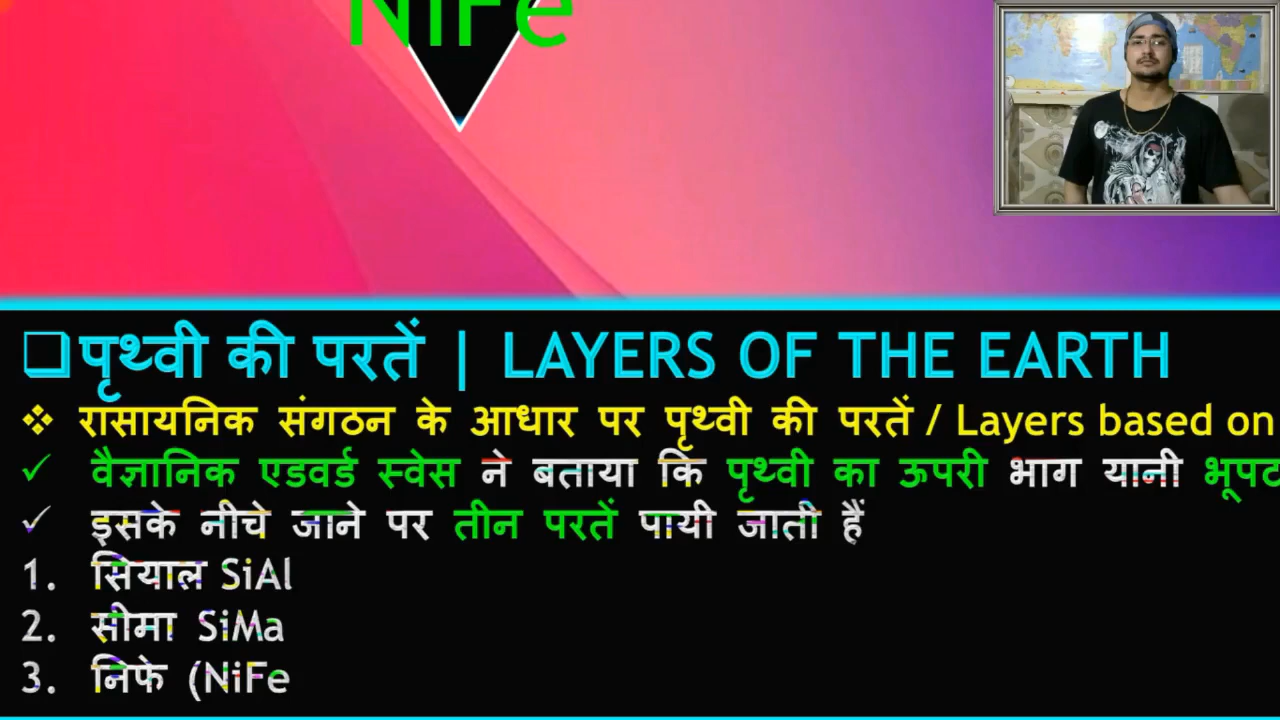 NiFe
पृथ्वी की परतें | LAYERS OF THE EARTH
रासायनिक संगठन के आधार पर पृथ्वी की परतें / Layers based on
वैज्ञानिक एडवर्ड स्वेस ने बताया कि पृथ्वी का ऊपरी भाग यानी
इसके नीचे जाने पर तीन परतें पायी जाती हैं
1. सियाल SiAl
2. सीमा SiMa
3. निफे (NiFe